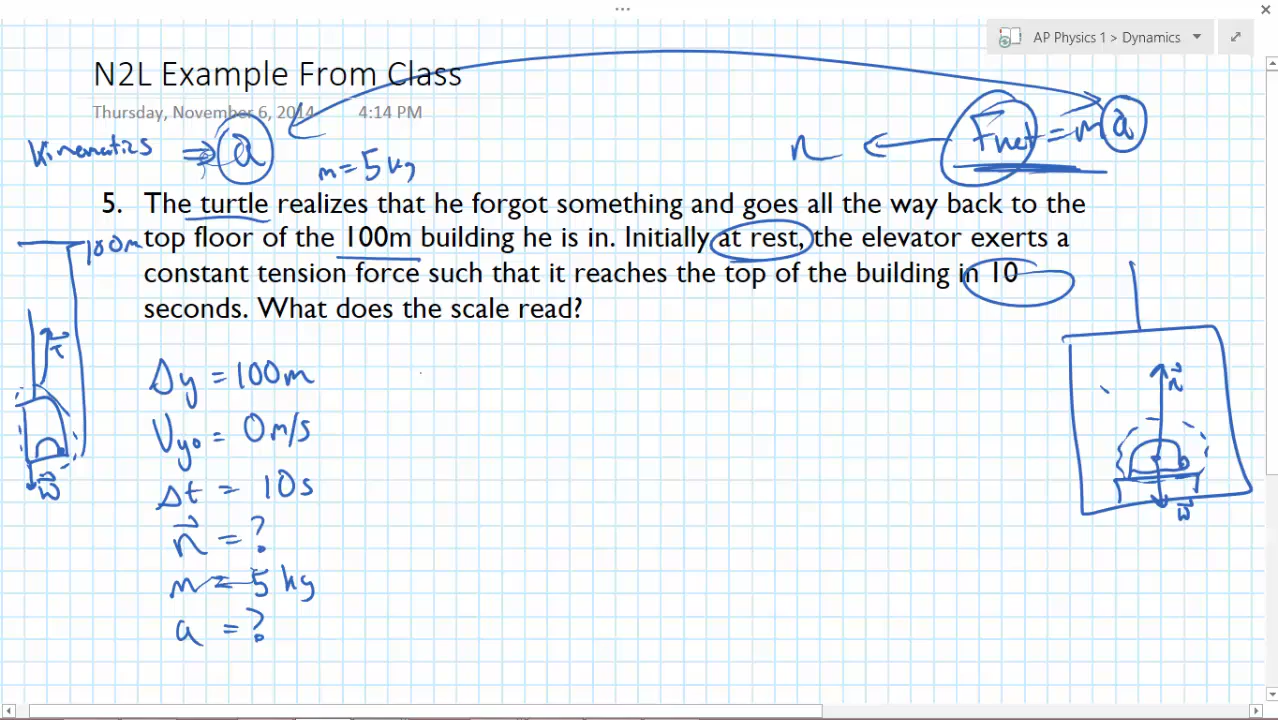 AP Physics 1 > Dynamics
N2L Example From Class
Thursday, November 6, 2014 4:14 PM
Kinematics ⇒ a
m = 5 kg
n ← Fnet = ma
5. The turtle realizes that he forgot something and goes all the way back to the
top floor of the 100m building he is in. Initially at rest, the elevator exerts a
constant tension force such that it reaches the top of the building in 10
seconds. What does the scale read?
100m
T
w
Δy = 100m
Vyo = 0 m/s
Δt = 10s
n = ?
m = 5 kg
a = ?
n
w